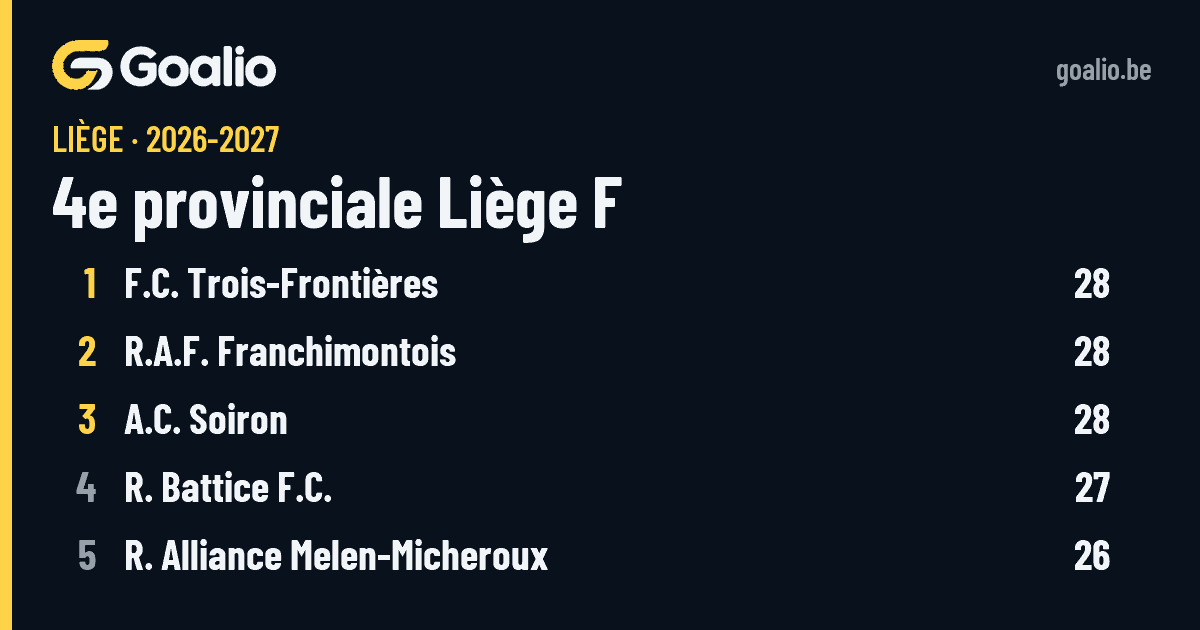 Goalio
goalio.be
LIÈGE · 2026-2027
4e provinciale Liège F
1 F.C. Trois-Frontières 28
2 R.A.F. Franchimontois 28
3 A.C. Soiron 28
4 R. Battice F.C. 27
5 R. Alliance Melen-Micheroux 26